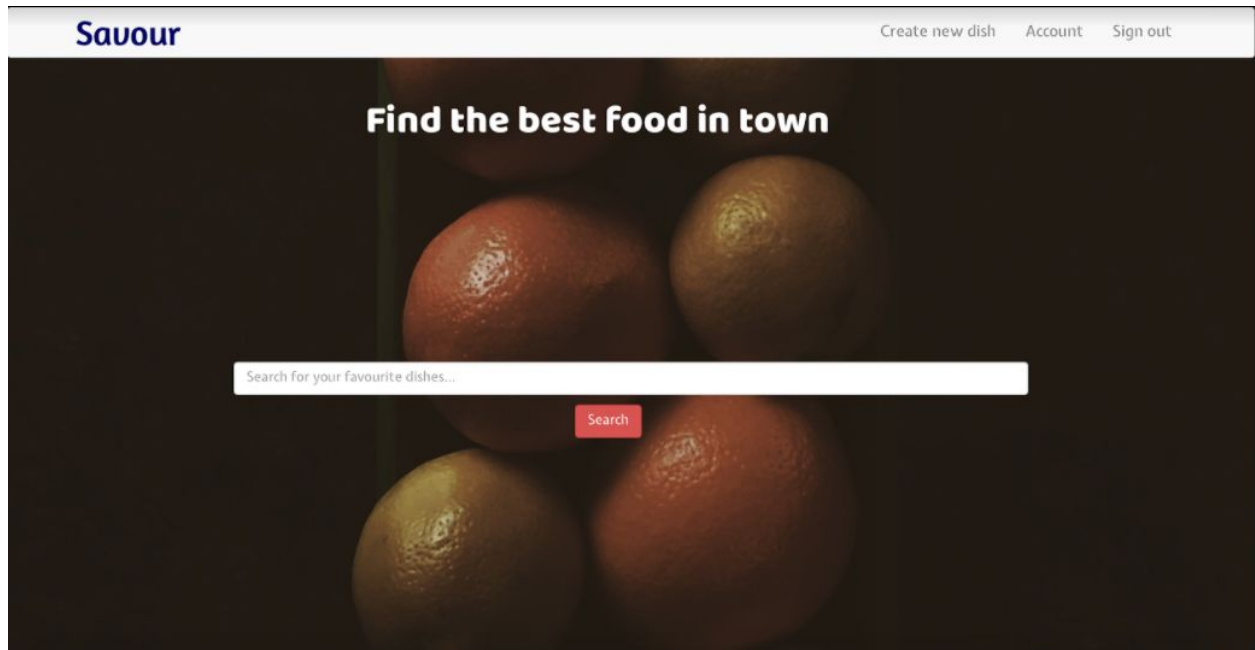 Savour
Create new dish Account Sign out
Find the best food in town
Search for your favourite dishes...
Search